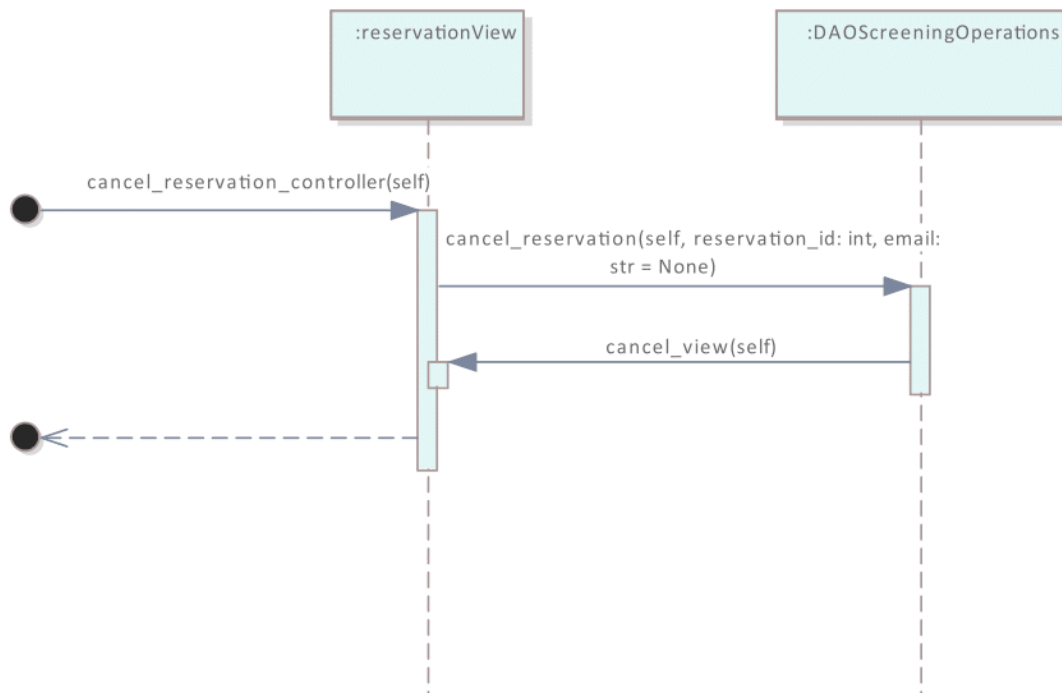 :reservationView
:DAOScreeningOperations
cancel_reservation_controller(self)
cancel_reservation(self, reservation_id: int, email:
str = None)
cancel_view(self)